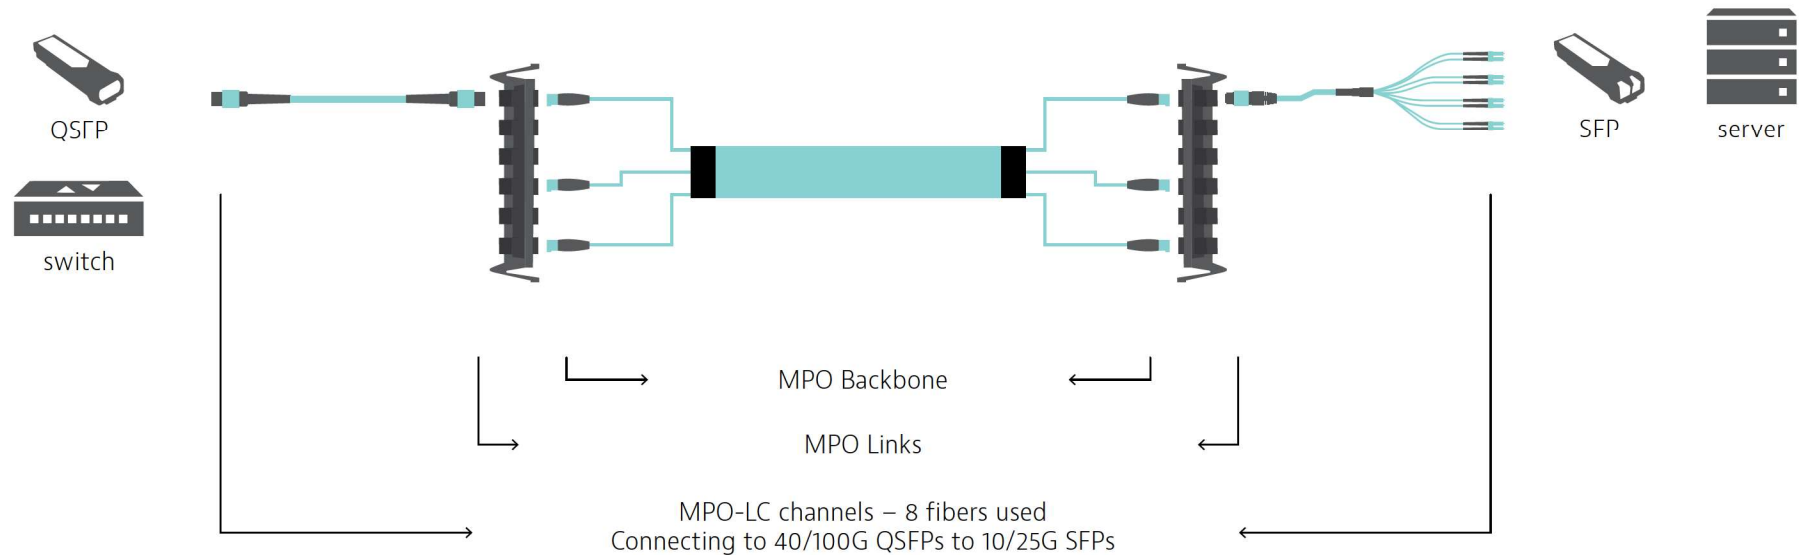 QSFP
switch
SFP
server
MPO Backbone
MPO Links
MPO-LC channels – 8 fibers used
Connecting to 40/100G QSFPs to 10/25G SFPs